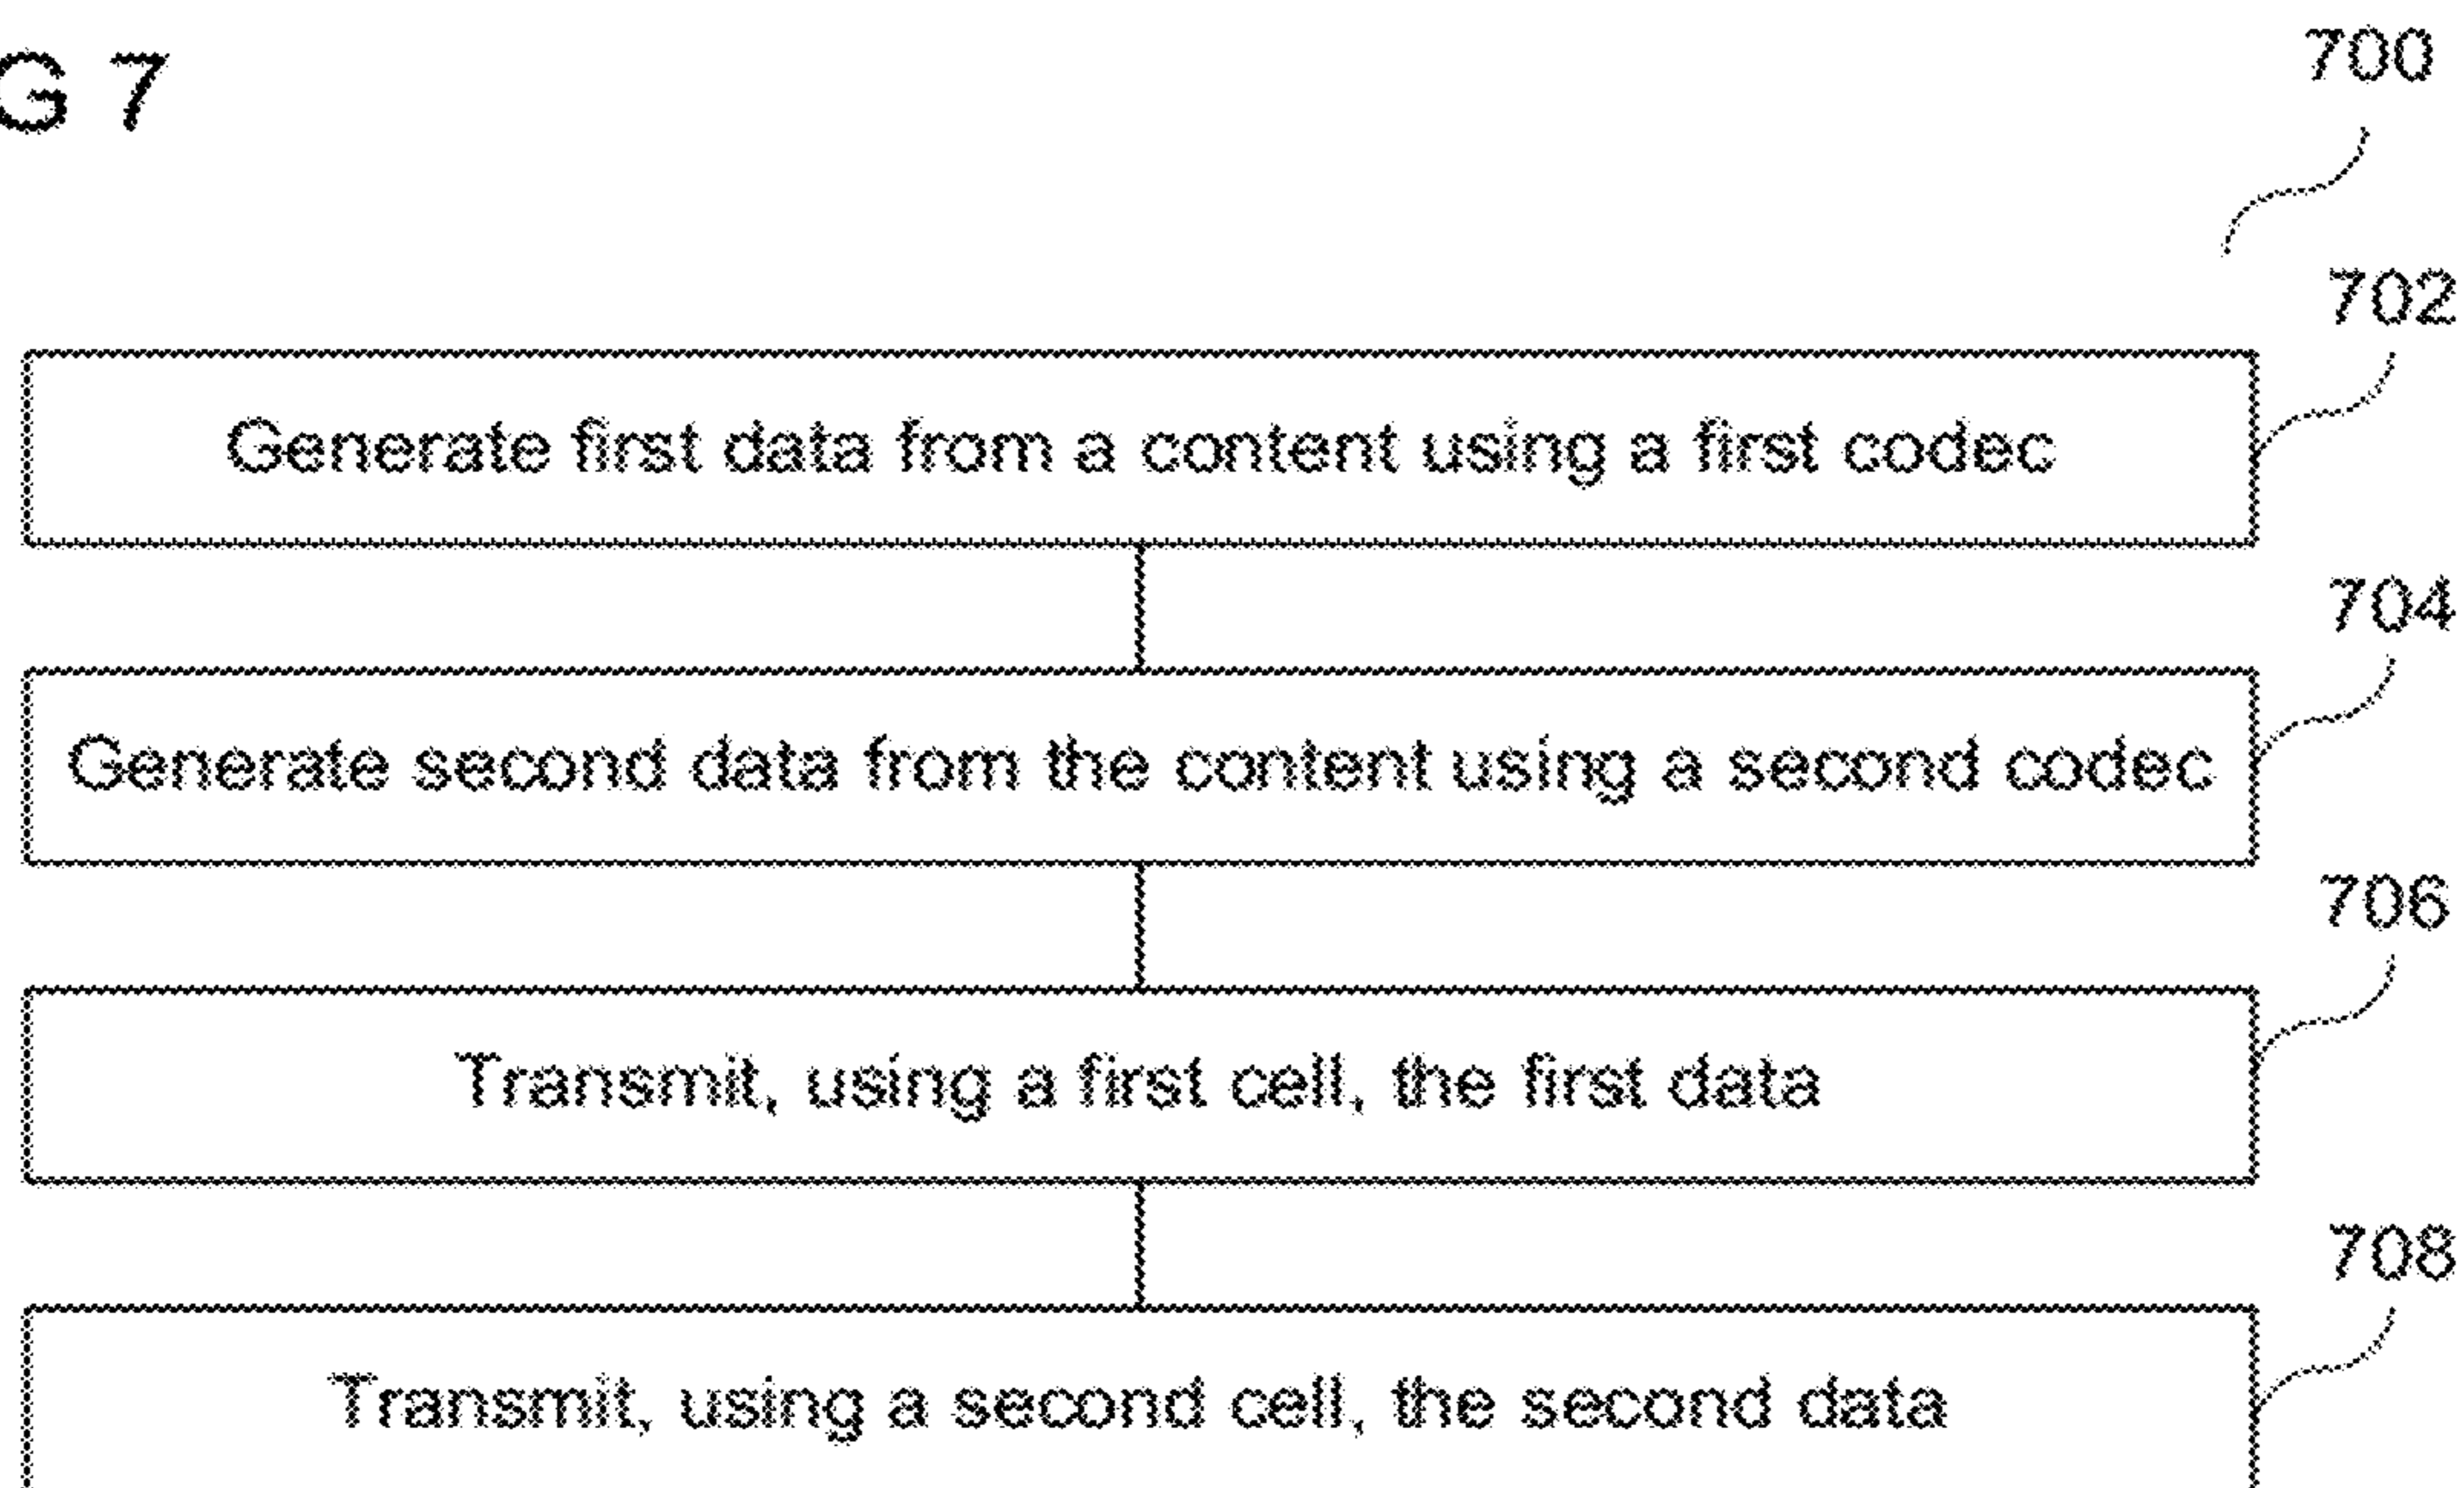 G 7
700
702
Generate first data from a content using a first codec
704
Generate second data from the content using a second codec
706
Transmit, using a first cell, the first data
708
Transmit, using a second cell, the second data